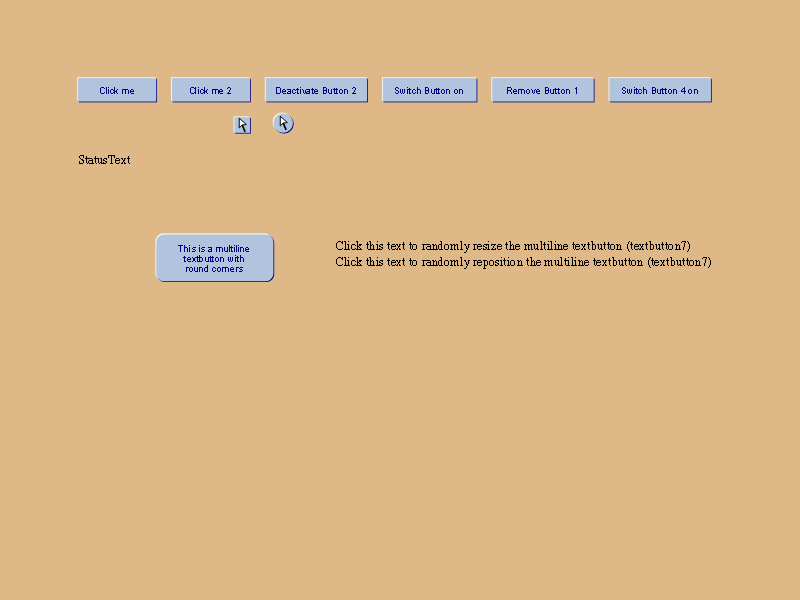 Click me
Click me 2
Deactivate Button 2
Switch Button on
Remove Button 1
Switch Button 4 on
StatusText
This is a multiline
textbutton with
round corners
Click this text to randomly resize the multiline textbutton (textbutton7)
Click this text to randomly reposition the multiline textbutton (textbutton7)